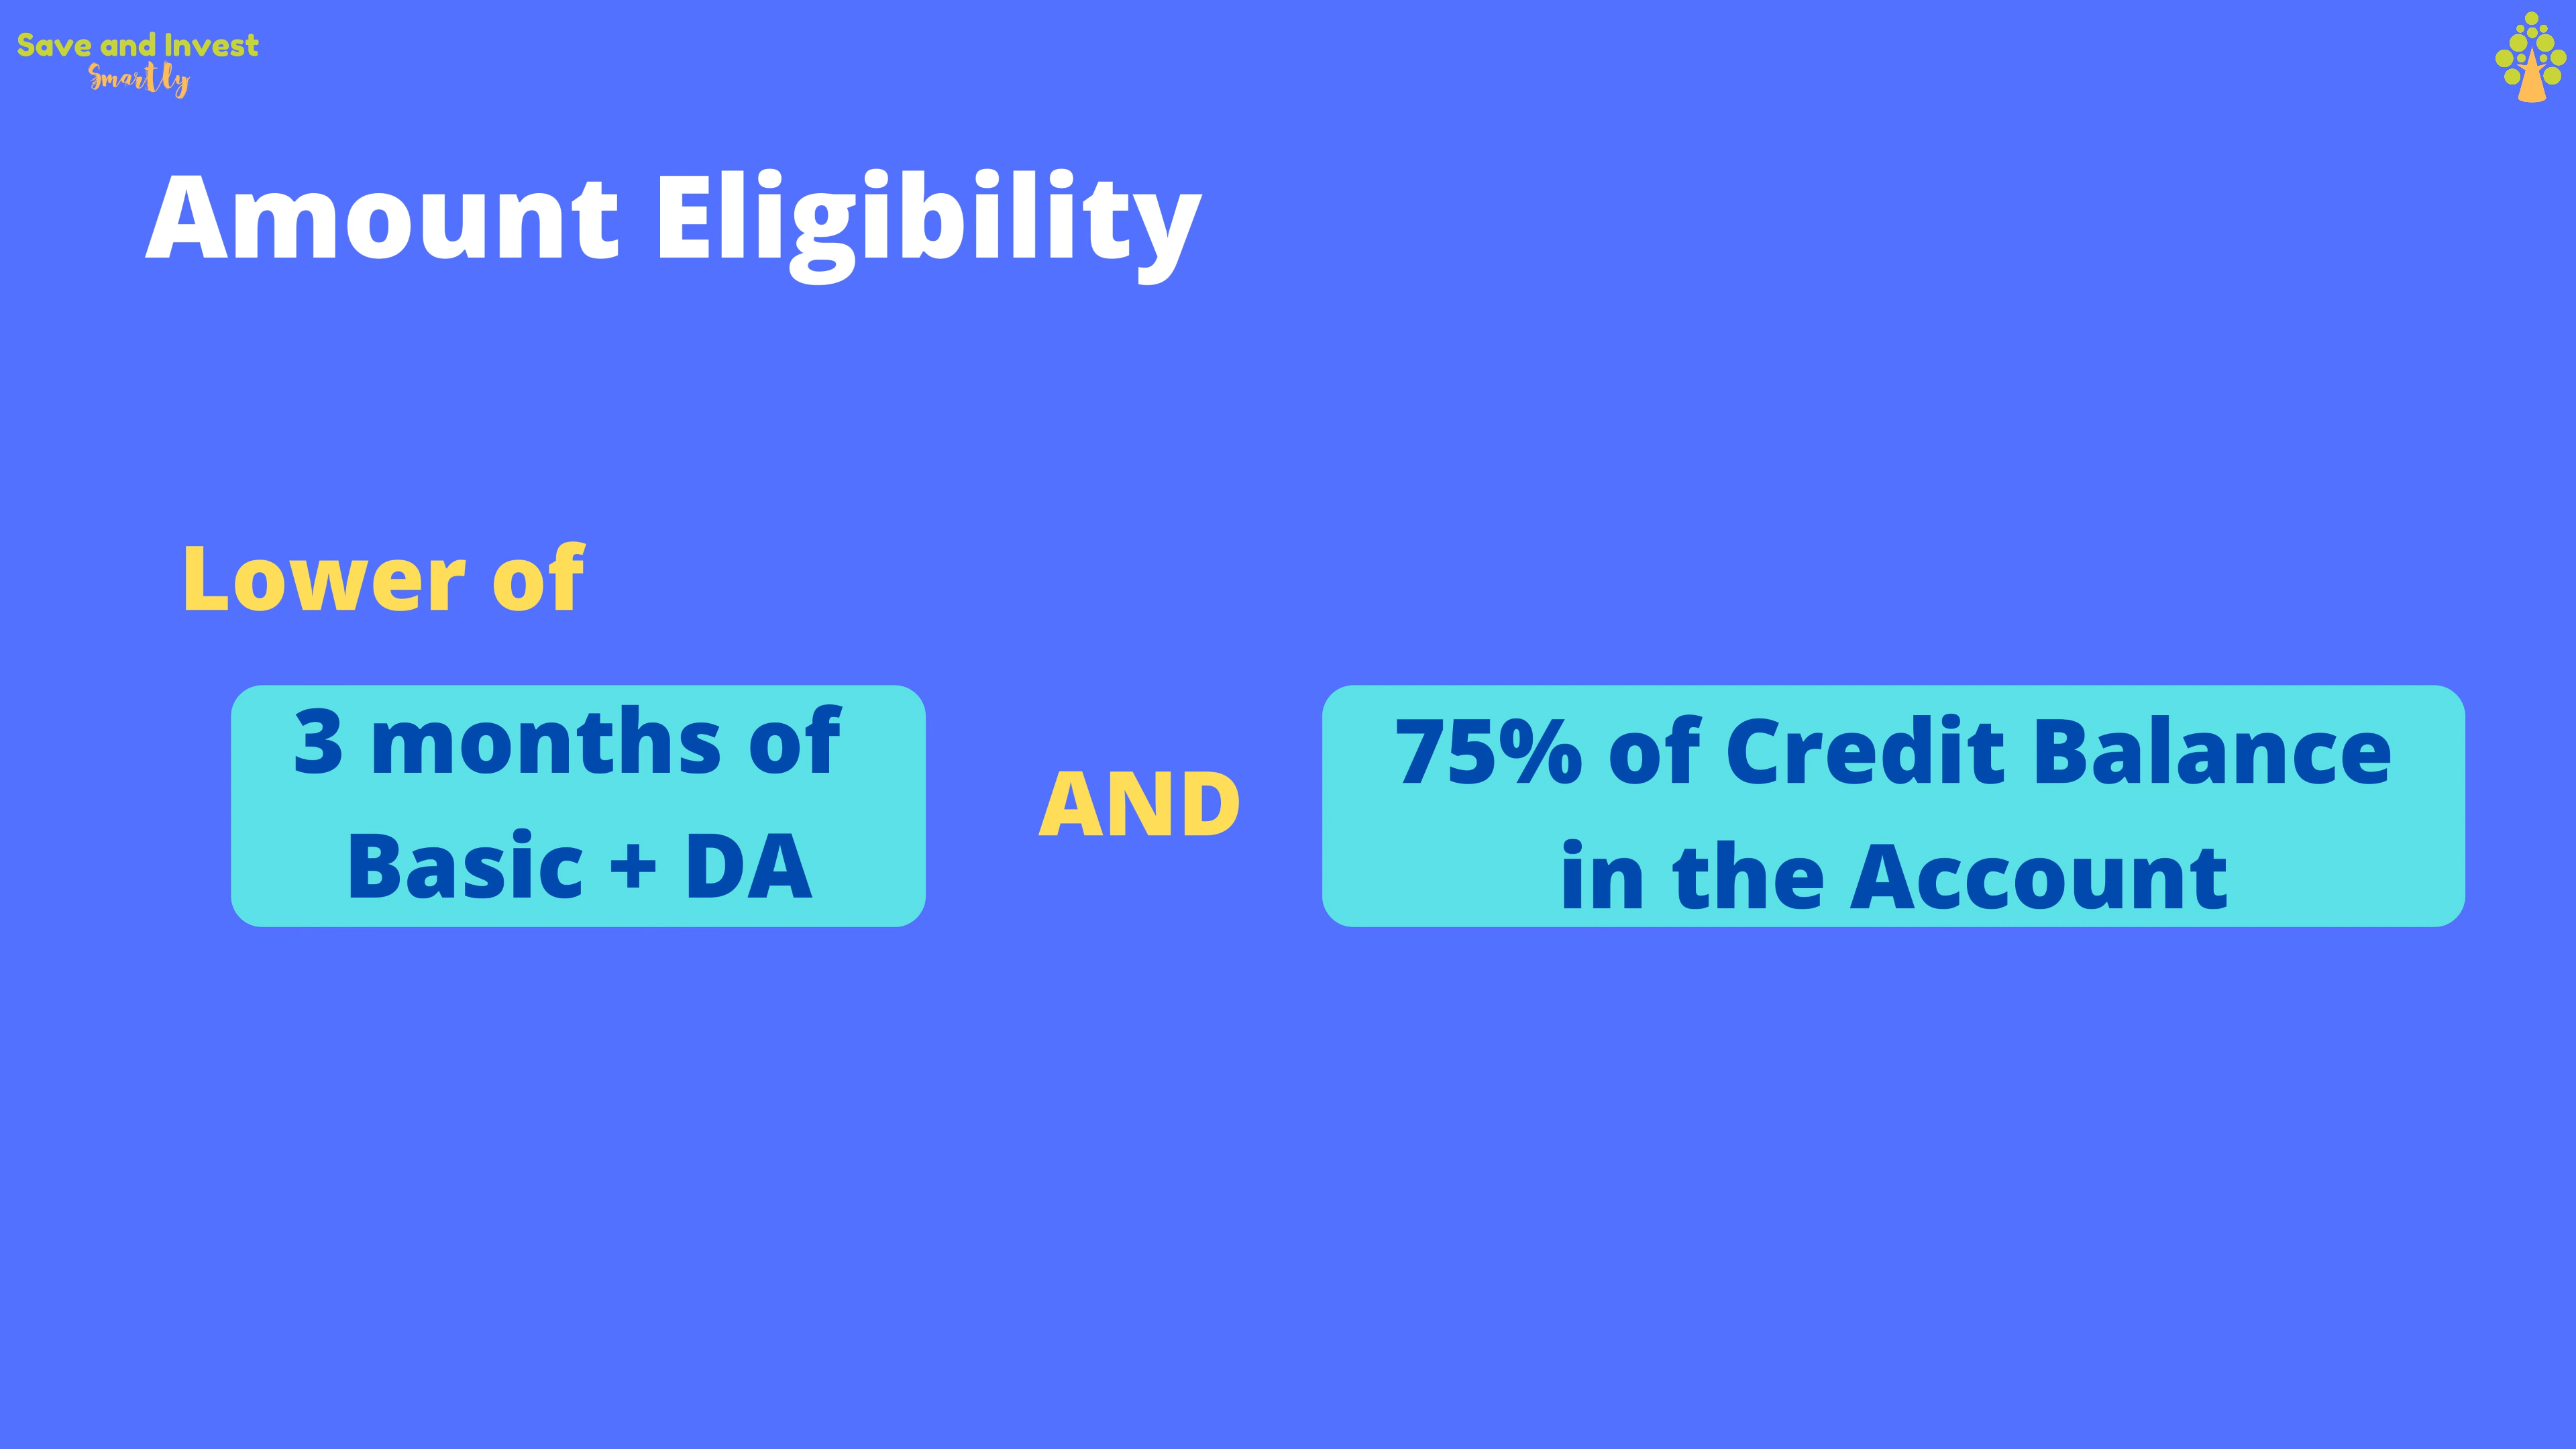 Save and Invest
Smartly
Amount Eligibility
Lower of
3 months of
Basic + DA
AND
75% of Credit Balance
in the Account